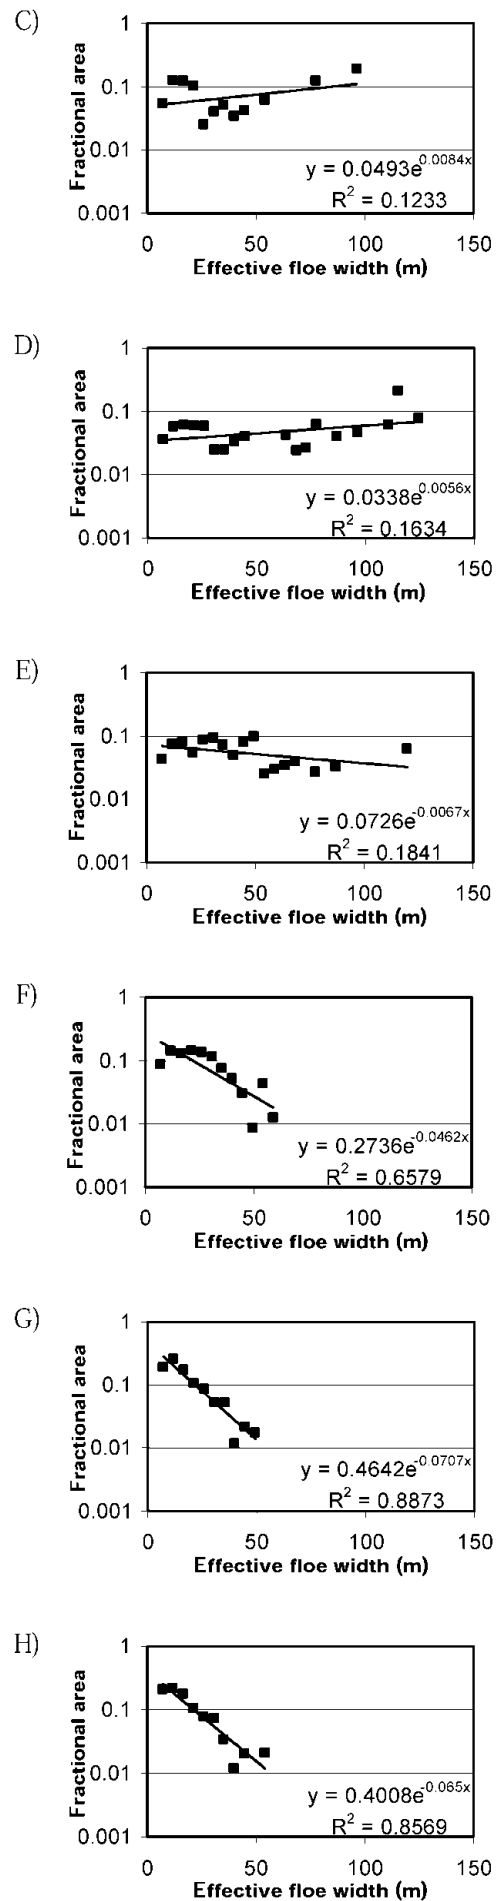 C)
Fractional area
1
0.1
0.01
0.001
y = 0.0493e^0.0084x
R² = 0.1233
0 50 100 150
Effective floe width (m)
D)
Fractional area
1
0.1
0.01
0.001
y = 0.0338e^0.0056x
R² = 0.1634
0 50 100 150
Effective floe width (m)
E)
Fractional area
1
0.1
0.01
0.001
y = 0.0726e^-0.0067x
R² = 0.1841
0 50 100 150
Effective floe width (m)
F)
Fractional area
1
0.1
0.01
0.001
y = 0.2736e^-0.0462x
R² = 0.6579
0 50 100 150
Effective floe width (m)
G)
Fractional area
1
0.1
0.01
0.001
y = 0.4642e^-0.0707x
R² = 0.8873
0 50 100 150
Effective floe width (m)
H)
Fractional area
1
0.1
0.01
0.001
y = 0.4008e^-0.065x
R² = 0.8569
0 50 100 150
Effective floe width (m)